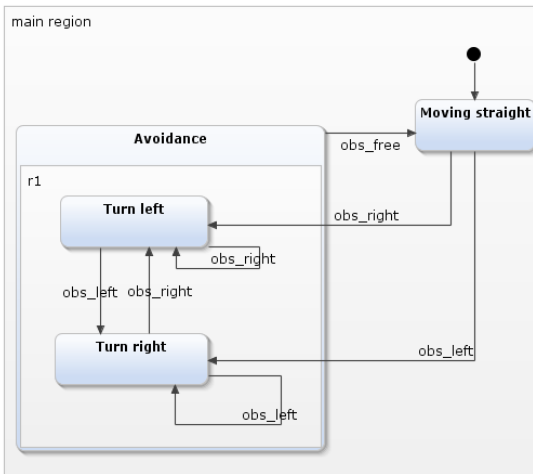 main region
Moving straight
Avoidance
obs_free
r1
Turn left
obs_right
obs_right
obs_left
obs_right
Turn right
obs_left
obs_left